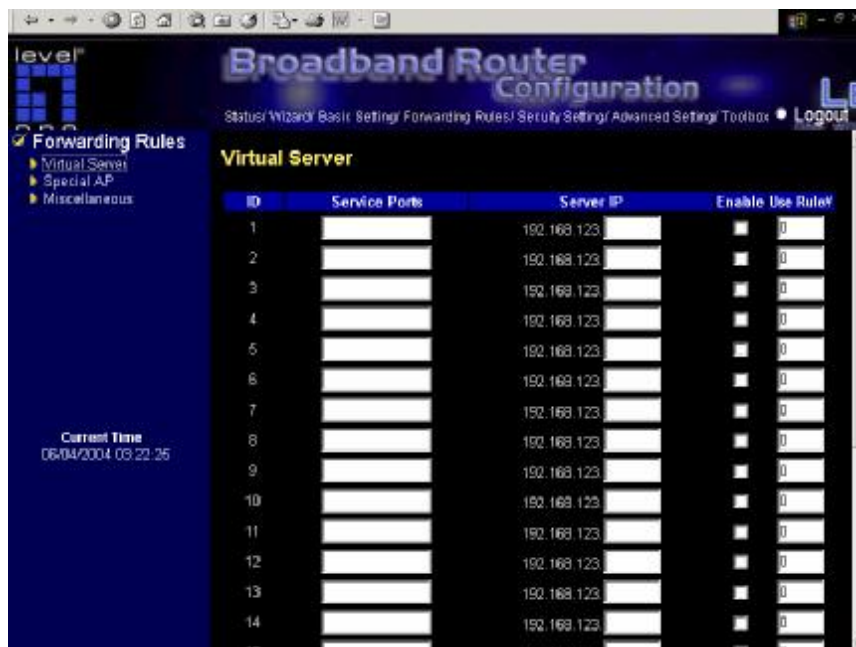 level
Broadband Router
Configuration
Status/ Wizard/ Basic Setting/ Forwarding Rules/ Security Setting/ Advanced Setting/ Toolbox Logout
Forwarding Rules
Virtual Server
Special AP
Miscellaneous
Current Time
06/04/2004 03:22:26
Virtual Server
ID Service Ports Server IP Enable Use Rule#
1 192.168.123. 0
2 192.168.123. 0
3 192.168.123. 0
4 192.168.123. 0
5 192.168.123. 0
6 192.168.123. 0
7 192.168.123. 0
8 192.168.123. 0
9 192.168.123. 0
10 192.168.123. 0
11 192.168.123. 0
12 192.168.123. 0
13 192.168.123. 0
14 192.168.123. 0